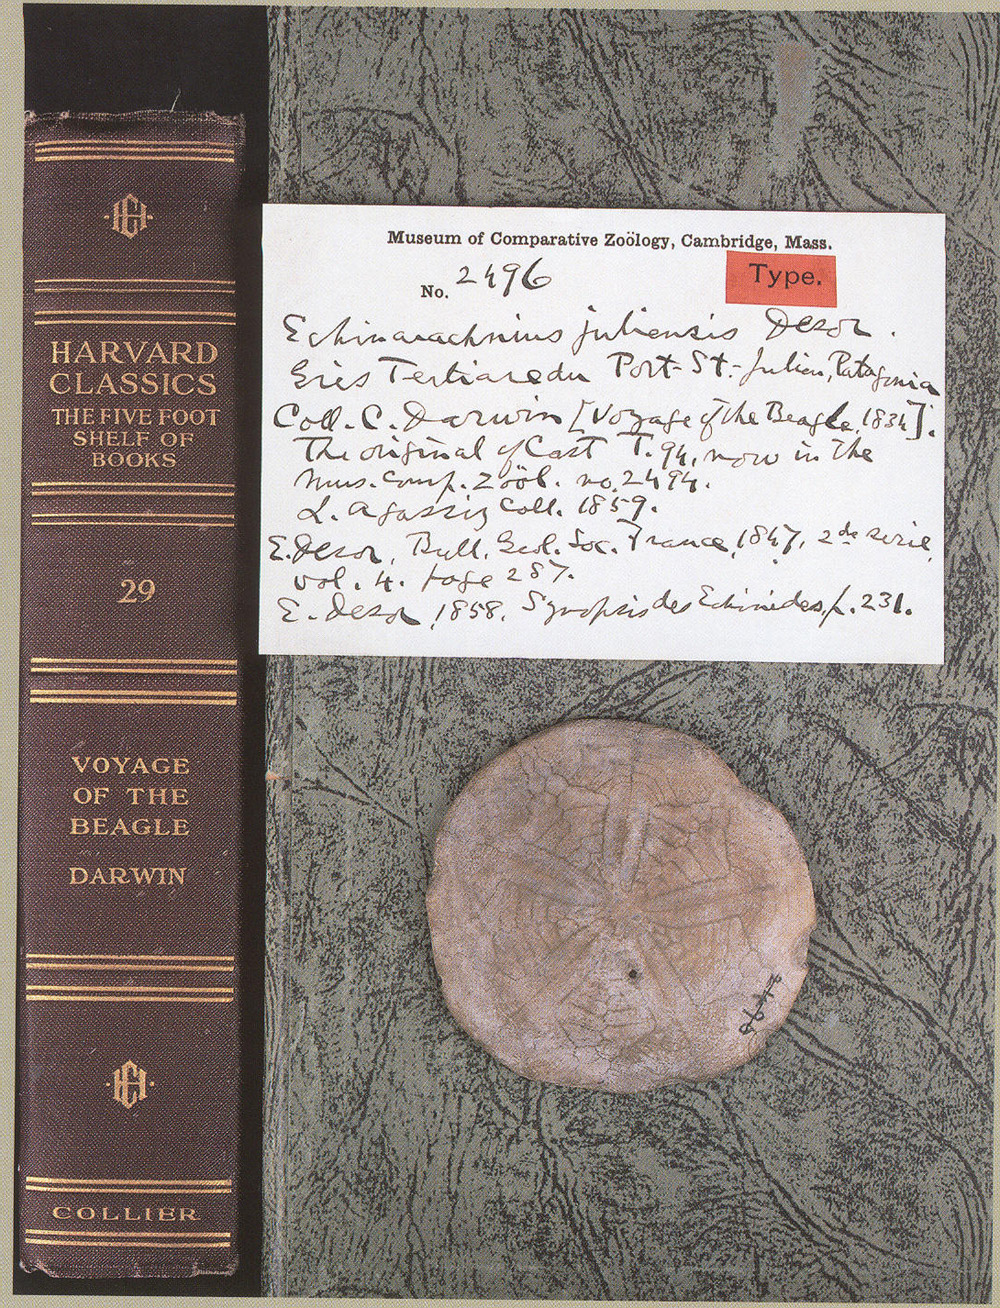 HARVARD
CLASSICS
THE FIVE FOOT
SHELF OF
BOOKS
29
VOYAGE
OF THE
BEAGLE
DARWIN
COLLIER
Museum of Comparative Zoölogy, Cambridge, Mass.
No. 2496
Type.
Echinarachnius juliensis Desor.
Grès Tertiare du Port-St.-Julien, Patagonia
Coll. C. Darwin [Voyage of the Beagle, 1834].
The original of Cast T. 94, now in the
Mus. Comp. Zoöl. no. 2494.
L. Agassiz Coll. 1859.
E. Desor, Bull. Geol. Soc. France, 1847, 2de serie,
vol. 4. page 287.
E. Desor, 1858, Synopsis des Echinides, p. 231.
2496